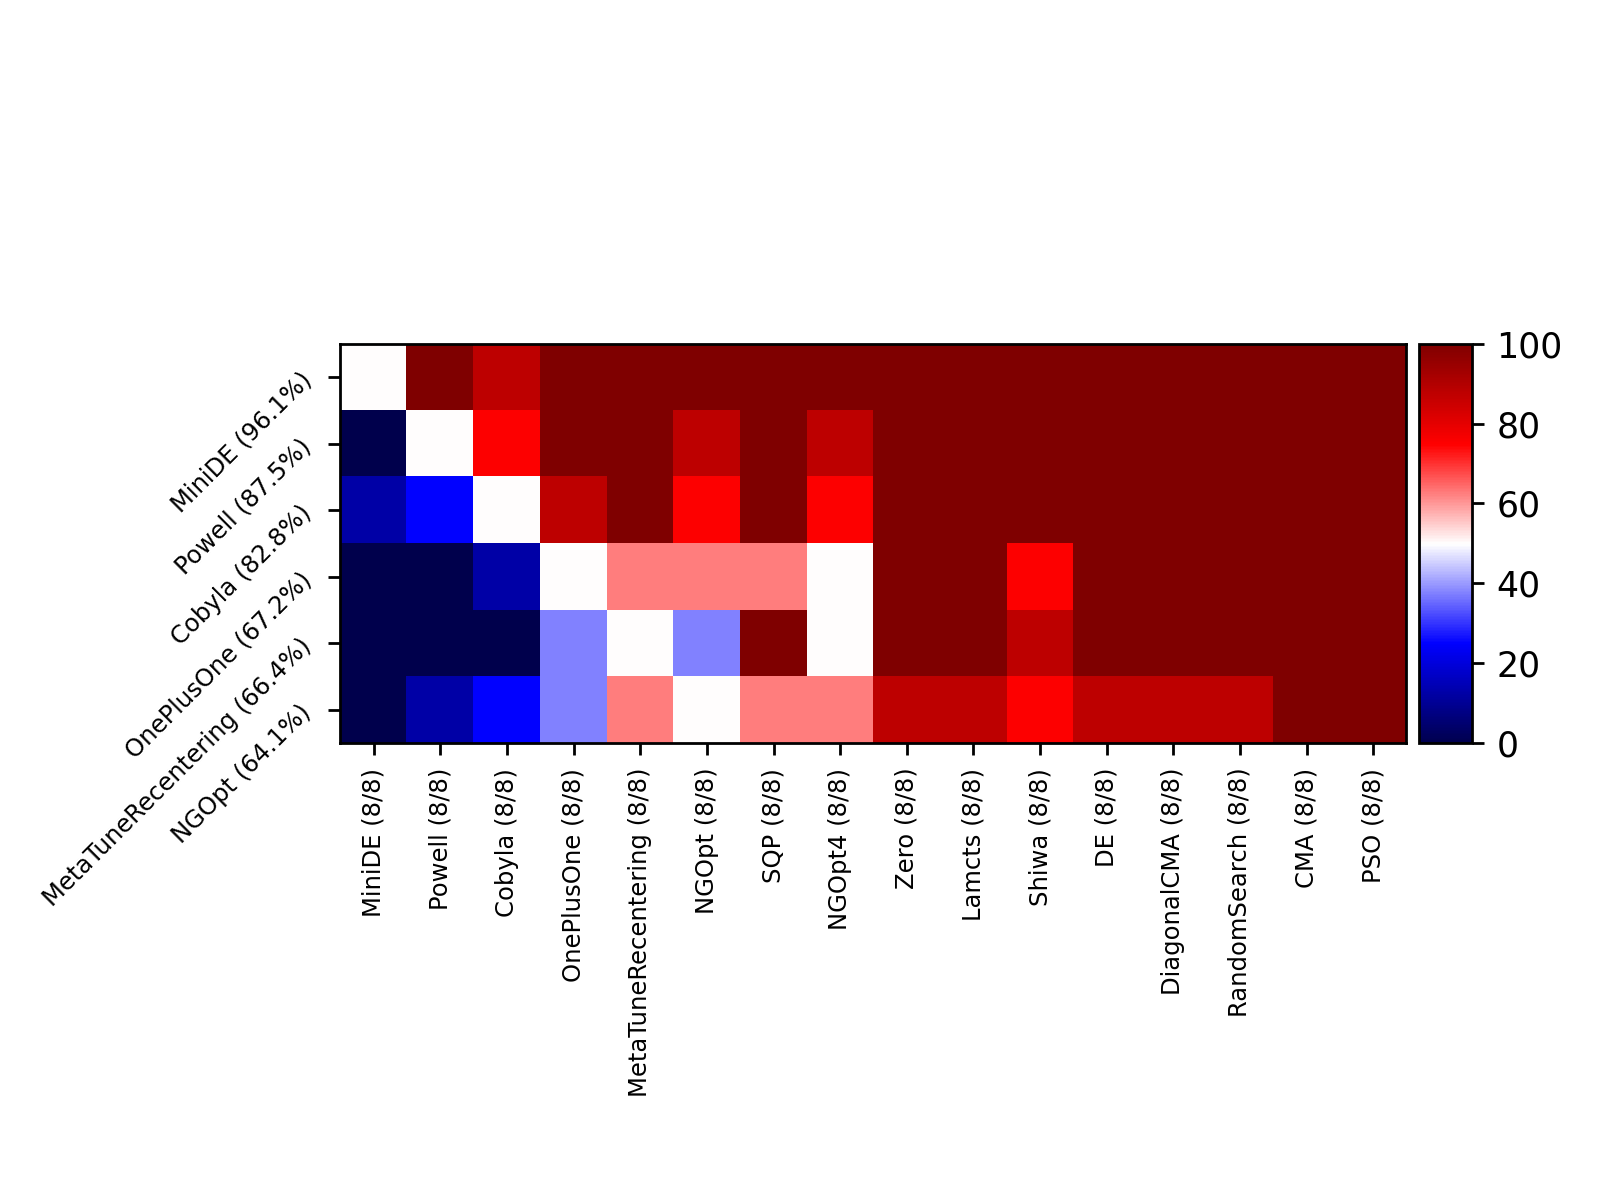 MiniDE (96.1%)
Powell (87.5%)
Cobyla (82.8%)
OnePlusOne (67.2%)
MetaTuneRecentering (66.4%)
NGOpt (64.1%)
MiniDE (8/8)
Powell (8/8)
Cobyla (8/8)
OnePlusOne (8/8)
MetaTuneRecentering (8/8)
NGOpt (8/8)
SQP (8/8)
NGOpt4 (8/8)
Zero (8/8)
Lamcts (8/8)
Shiwa (8/8)
DE (8/8)
DiagonalCMA (8/8)
RandomSearch (8/8)
CMA (8/8)
PSO (8/8)
100
80
60
40
20
0